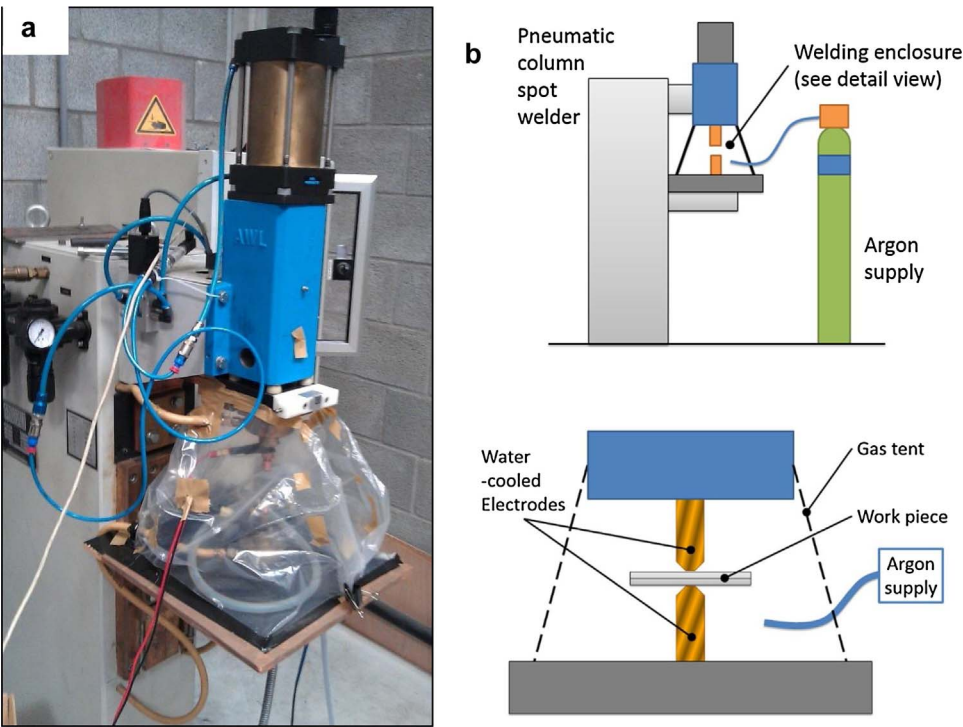 a
AWL
b
Pneumatic
column
spot
welder
Welding enclosure
(see detail view)
Argon
supply
Water
-cooled
Electrodes
Gas tent
Work piece
Argon
supply